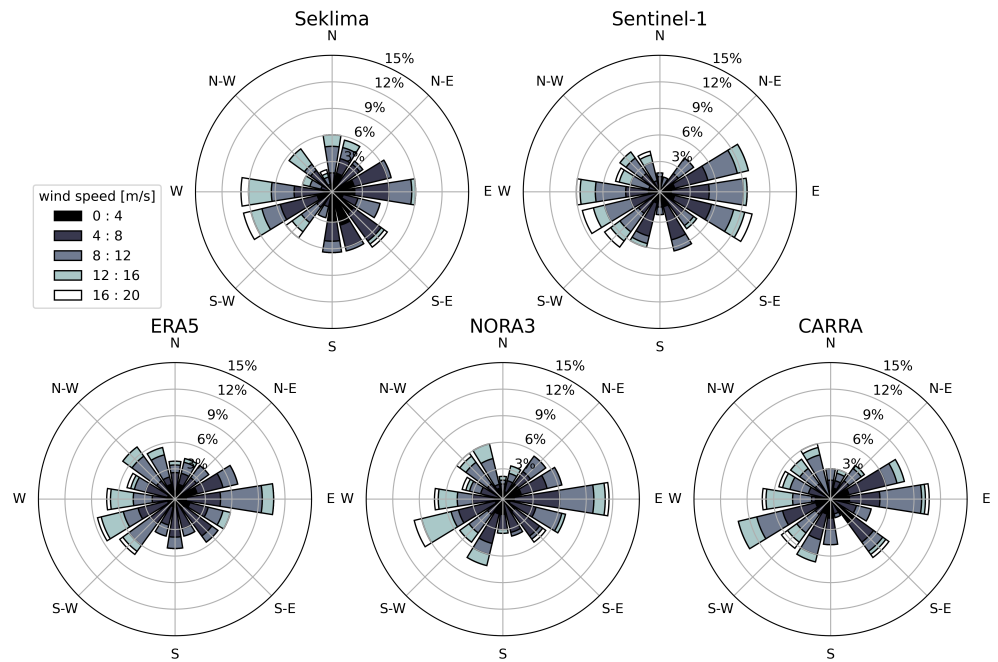 Seklima
N
N-E
E
S-E
S
S-W
W
N-W
3%
6%
9%
12%
15%
Sentinel-1
N
N-E
E
S-E
S
S-W
W
N-W
3%
6%
9%
12%
15%
wind speed [m/s]
0 : 4
4 : 8
8 : 12
12 : 16
16 : 20
ERA5
N
N-E
E
S-E
S
S-W
W
N-W
3%
6%
9%
12%
15%
NORA3
N
N-E
E
S-E
S
S-W
W
N-W
3%
6%
9%
12%
15%
CARRA
N
N-E
E
S-E
S
S-W
W
N-W
3%
6%
9%
12%
15%